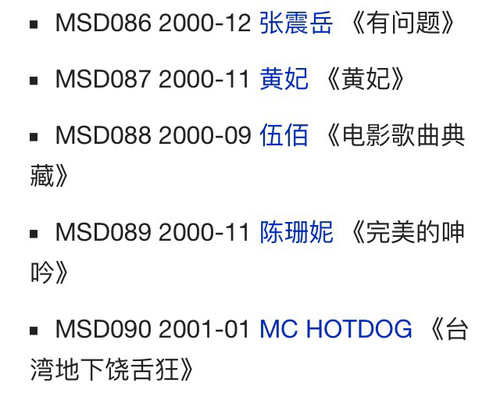 ▪ MSD086 2000-12 张震岳 《有问题》
▪ MSD087 2000-11 黄妃 《黄妃》
▪ MSD088 2000-09 伍佰 《电影歌曲典
藏》
▪ MSD089 2000-11 陈珊妮 《完美的呻
吟》
▪ MSD090 2001-01 MC HOTDOG 《台
湾地下饶舌狂》